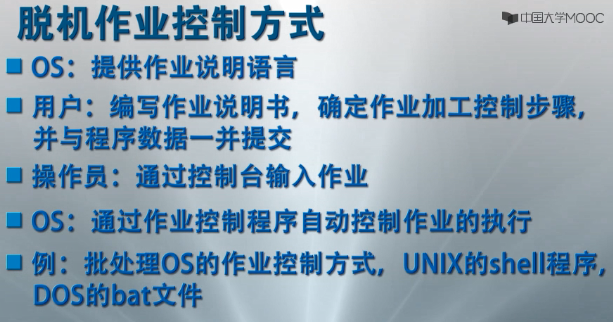 脱机作业控制方式
中国大学MOOC
OS：提供作业说明语言
用户：编写作业说明书，确定作业加工控制步骤，
并与程序数据一并提交
操作员：通过控制台输入作业
OS：通过作业控制程序自动控制作业的执行
例：批处理OS的作业控制方式，UNIX的shell程序,
DOS的bat文件